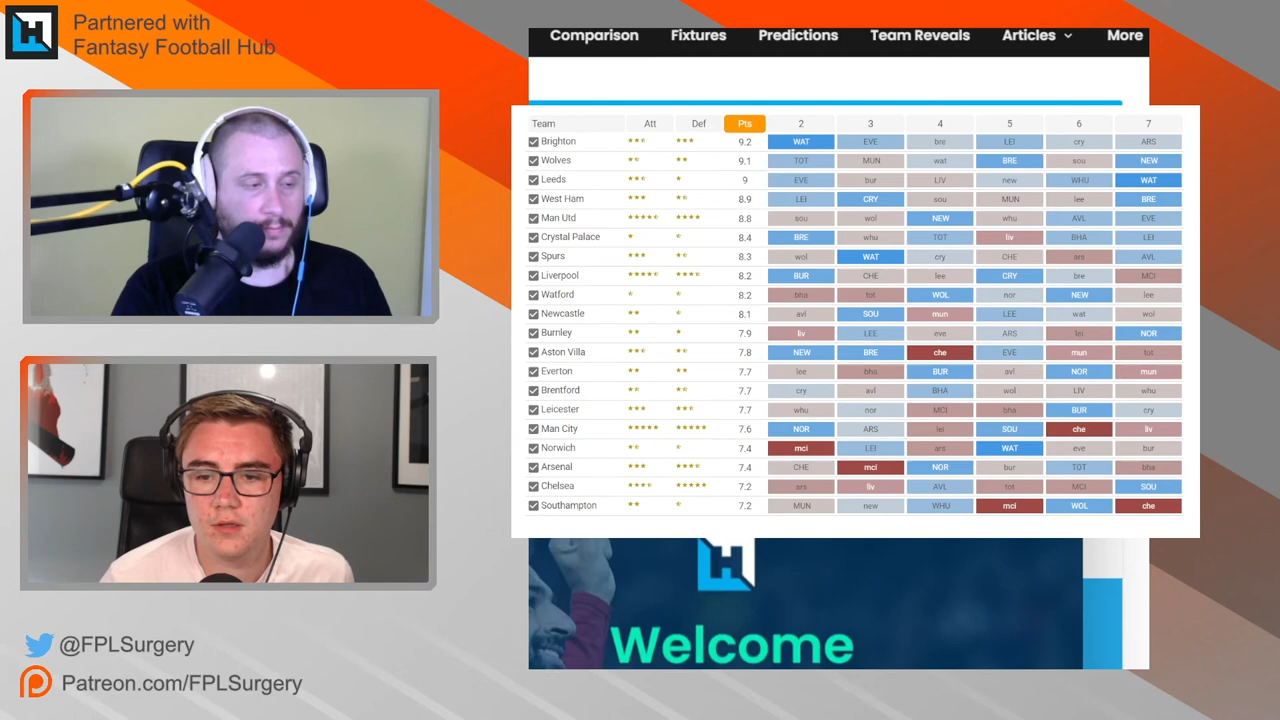 Partnered with
Fantasy Football Hub
Comparison Fixtures Predictions Team Reveals Articles More
Team Att Def Pts 2 3 4 5 6 7
Brighton 9.2 WAT EVE bre LEI cry ARS
Wolves 9.1 TOT MUN wat BRE sou NEW
Leeds 9 EVE bur LIV new WHU WAT
West Ham 8.9 LEI CRY sou MUN lee BRE
Man Utd 8.8 sou wol NEW whu AVL EVE
Crystal Palace 8.4 BRE whu TOT liv BHA LEI
Spurs 8.3 wol WAT cry CHE ars AVL
Liverpool 8.2 BUR CHE lee CRY bre MCI
Watford 8.2 bha tot WOL nor NEW lee
Newcastle 8.1 avl SOU mun LEE wat wol
Burnley 7.9 liv LEE eve ARS lei NOR
Aston Villa 7.8 NEW BRE che EVE mun tot
Everton 7.7 lee bha BUR avl NOR mun
Brentford 7.7 cry avl BHA wol LIV whu
Leicester 7.7 whu nor MCI bha BUR cry
Man City 7.6 NOR ARS lei SOU che liv
Norwich 7.4 mci LEI ars WAT eve bur
Arsenal 7.4 CHE mci NOR bur TOT bha
Chelsea 7.2 ars liv AVL tot MCI SOU
Southampton 7.2 MUN new WHU mci WOL che
Welcome
@FPLSurgery
Patreon.com/FPLSurgery